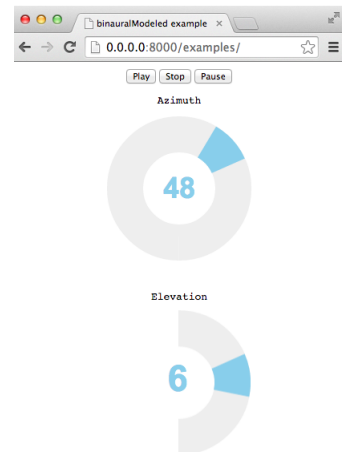 binauralModeled example
0.0.0.0:8000/examples/
Play Stop Pause
Azimuth
48
Elevation
6